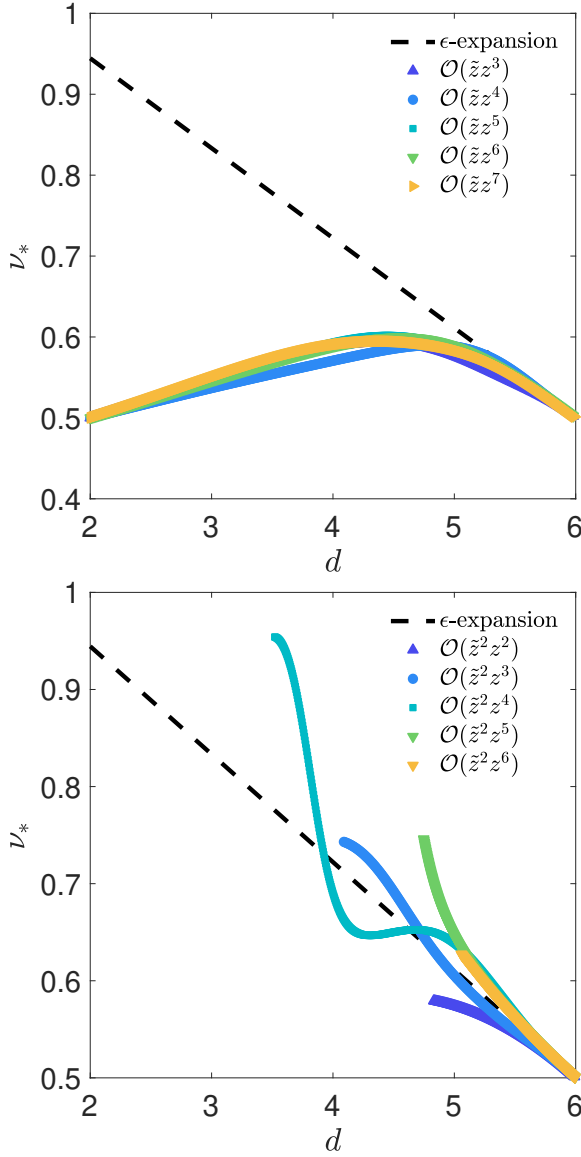 1
0.9
0.8
0.7
0.6
0.5
0.4
ν*
2 3 4 5 6
d
ϵ-expansion
𝒪(z̃z³)
𝒪(z̃z⁴)
𝒪(z̃z⁵)
𝒪(z̃z⁶)
𝒪(z̃z⁷)
1
0.9
0.8
0.7
0.6
0.5
ν*
2 3 4 5 6
d
ϵ-expansion
𝒪(z̃²z²)
𝒪(z̃²z³)
𝒪(z̃²z⁴)
𝒪(z̃²z⁵)
𝒪(z̃²z⁶)